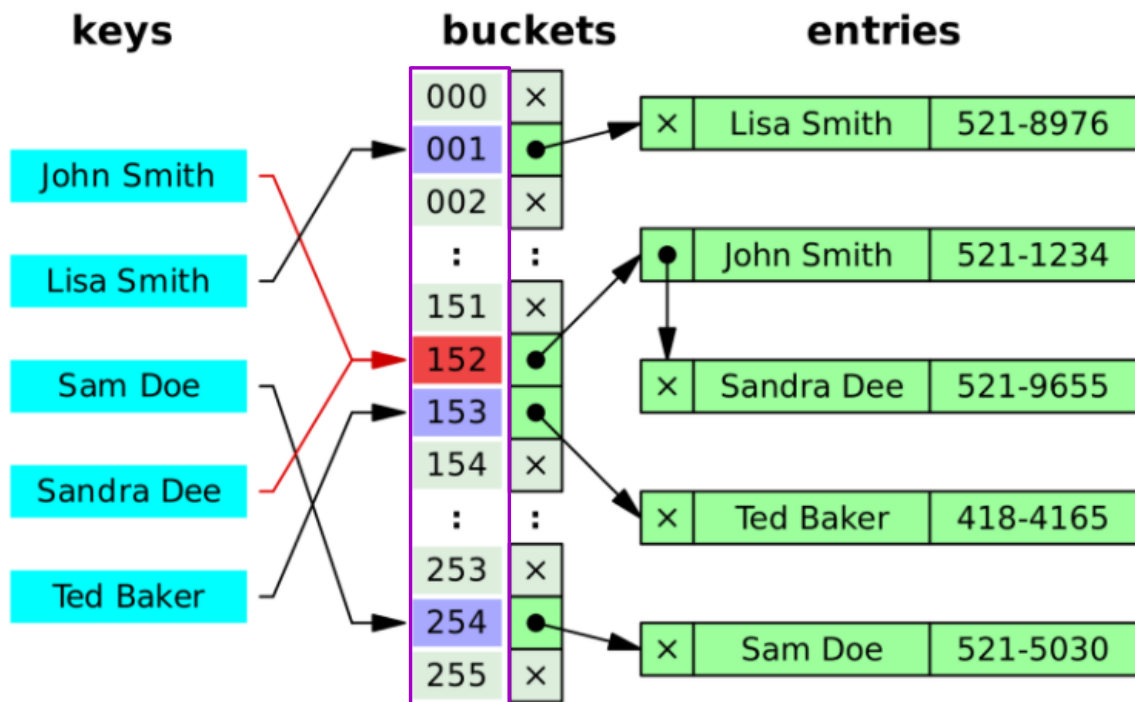 keys
buckets
entries
John Smith
Lisa Smith
Sam Doe
Sandra Dee
Ted Baker
000 ×
001
002 ×
: :
151 ×
152
153
154 ×
: :
253 ×
254
255 ×
× Lisa Smith 521-8976
John Smith 521-1234
× Sandra Dee 521-9655
× Ted Baker 418-4165
× Sam Doe 521-5030